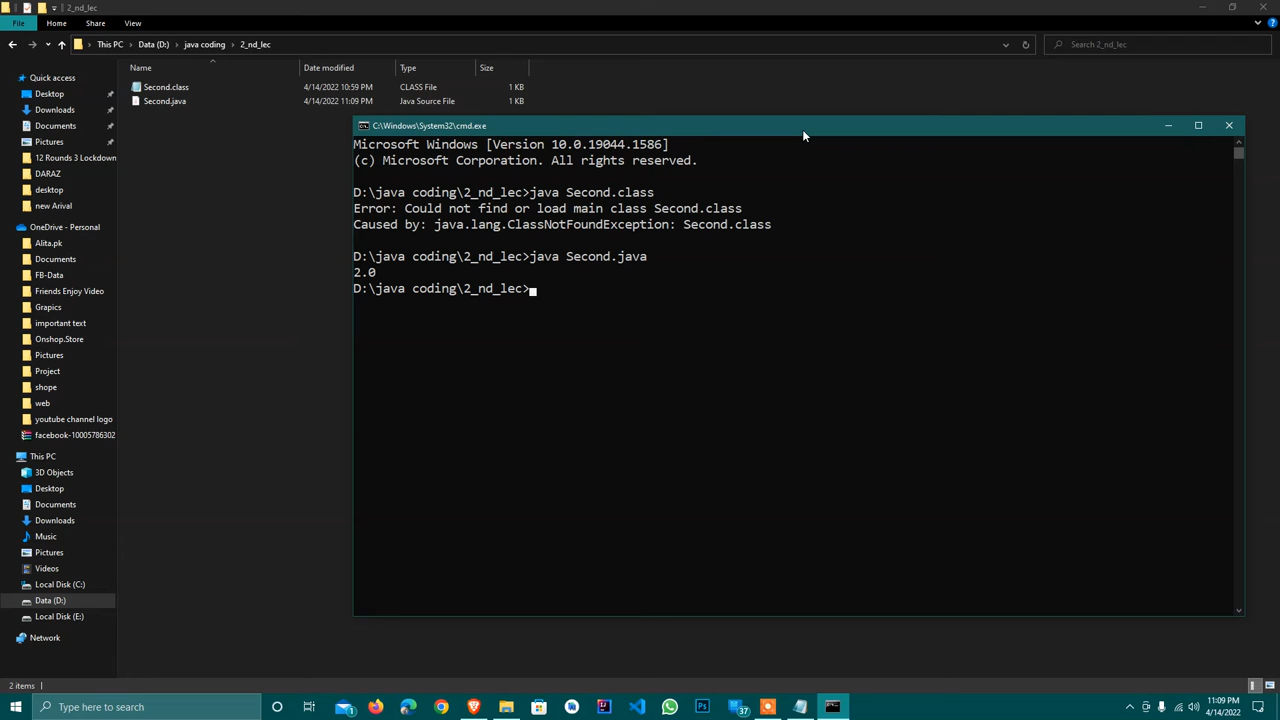 2_nd_lec
File Home Share View
This PC Data (D:) java coding 2_nd_lec
Search 2_nd_lec
Name Date modified Type Size
Second.class 4/14/2022 10:59 PM CLASS File 1 KB
Second.java 4/14/2022 11:09 PM Java Source File 1 KB
Quick access
Desktop
Downloads
Documents
Pictures
12 Rounds 3 Lockdown
DARAZ
desktop
new Arival
OneDrive - Personal
Alita.pk
Documents
FB-Data
Friends Enjoy Video
Grapics
important text
Onshop.Store
Pictures
Project
shope
web
youtube channel logo
facebook-10005786302
This PC
3D Objects
Desktop
Documents
Downloads
Music
Pictures
Videos
Local Disk (C:)
Data (D:)
Local Disk (E:)
Network
C:\Windows\System32\cmd.exe
Microsoft Windows [Version 10.0.19044.1586]
(c) Microsoft Corporation. All rights reserved.
D:\java coding\2_nd_lec>java Second.class
Error: Could not find or load main class Second.class
Caused by: java.lang.ClassNotFoundException: Second.class
D:\java coding\2_nd_lec>java Second.java
2.0
D:\java coding\2_nd_lec>
2 items
Type here to search
1
37
11:09 PM
4/14/2022